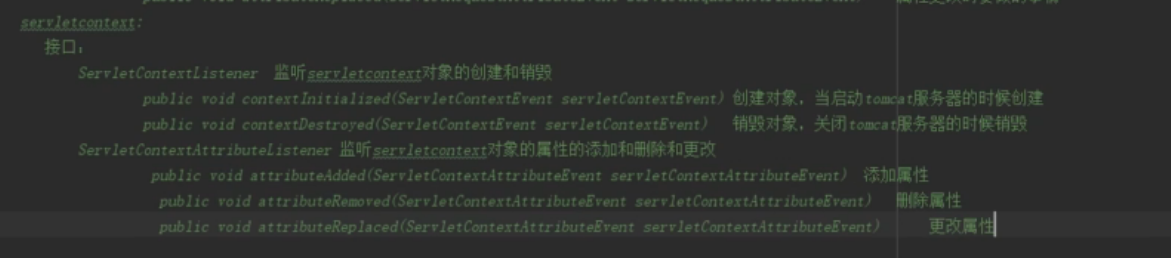 servletcontext:
接口:
ServletContextListener 监听servletcontext对象的创建和销毁
public void contextInitialized(ServletContextEvent servletContextEvent) 创建对象，当启动tomcat服务器的时候创建
public void contextDestroyed(ServletContextEvent servletContextEvent) 销毁对象，关闭tomcat服务器的时候销毁
ServletContextAttributeListener 监听servletcontext对象的属性的添加和删除和更改
public void attributeAdded(ServletContextAttributeEvent servletContextAttributeEvent) 添加属性
public void attributeRemoved(ServletContextAttributeEvent servletContextAttributeEvent) 删除属性
public void attributeReplaced(ServletContextAttributeEvent servletContextAttributeEvent) 更改属性